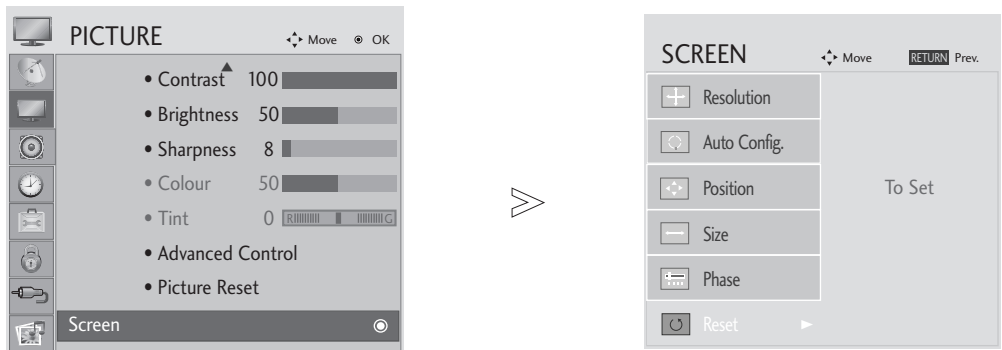 PICTURE
Move
OK
• Contrast 100
• Brightness 50
• Sharpness 8
• Colour 50
• Tint 0 R G
• Advanced Control
• Picture Reset
Screen
SCREEN
Move
RETURN Prev.
Resolution
Auto Config.
Position
Size
Phase
Reset
To Set